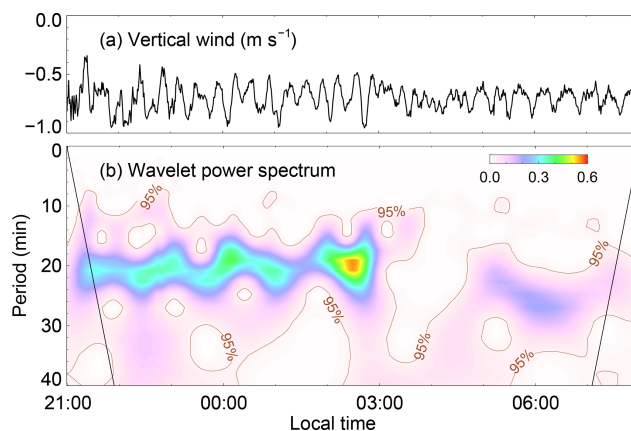 0.0
(a) Vertical wind (m s⁻¹)
−0.5
−1.0
0
(b) Wavelet power spectrum
0.0 0.3 0.6
95%
95%
10
95%
Period (min)
20
30
95%
95%
95%
40
21:00 00:00 03:00 06:00
Local time